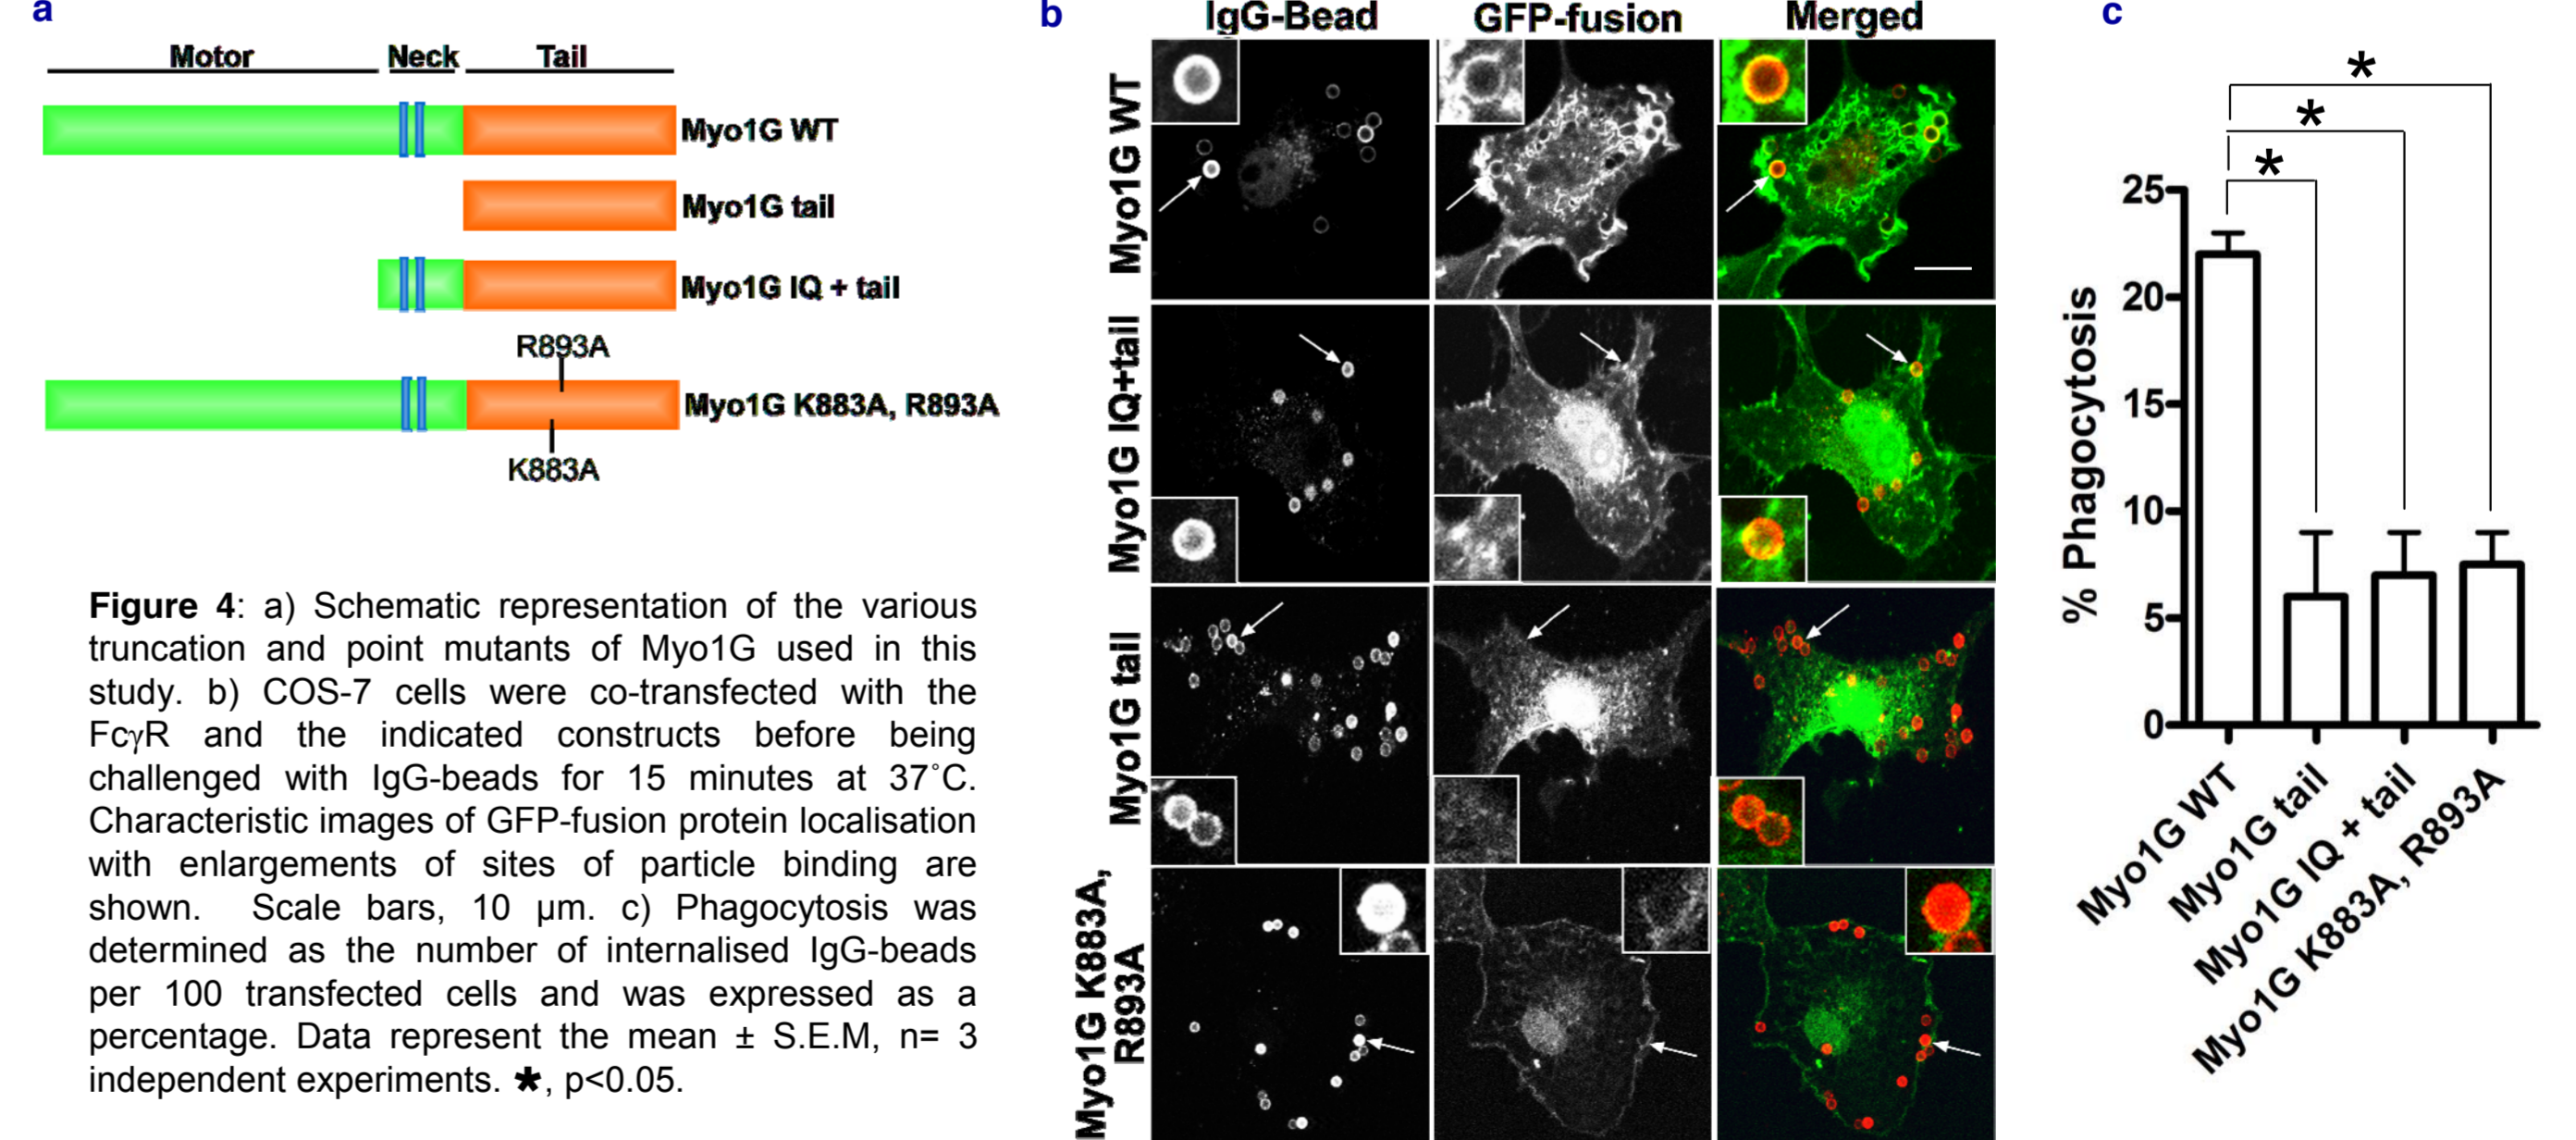 a
Motor Neck Tail
Myo1G WT
Myo1G tail
Myo1G IQ + tail
R893A
Myo1G K883A, R893A
K883A
Figure 4: a) Schematic representation of the various
truncation and point mutants of Myo1G used in this
study. b) COS-7 cells were co-transfected with the
FcγR and the indicated constructs before being
challenged with IgG-beads for 15 minutes at 37˚C.
Characteristic images of GFP-fusion protein localisation
with enlargements of sites of particle binding are
shown. Scale bars, 10 µm. c) Phagocytosis was
determined as the number of internalised IgG-beads
per 100 transfected cells and was expressed as a
percentage. Data represent the mean ± S.E.M, n= 3
independent experiments. *, p<0.05.
b
IgG-Bead GFP-fusion Merged
Myo1G WT
Myo1G IQ+tail
Myo1G tail
Myo1G K883A,
R893A
c
*
*
*
% Phagocytosis
25
20
15
10
5
0
Myo1G WT
Myo1G tail
Myo1G IQ + tail
Myo1G K883A, R893A